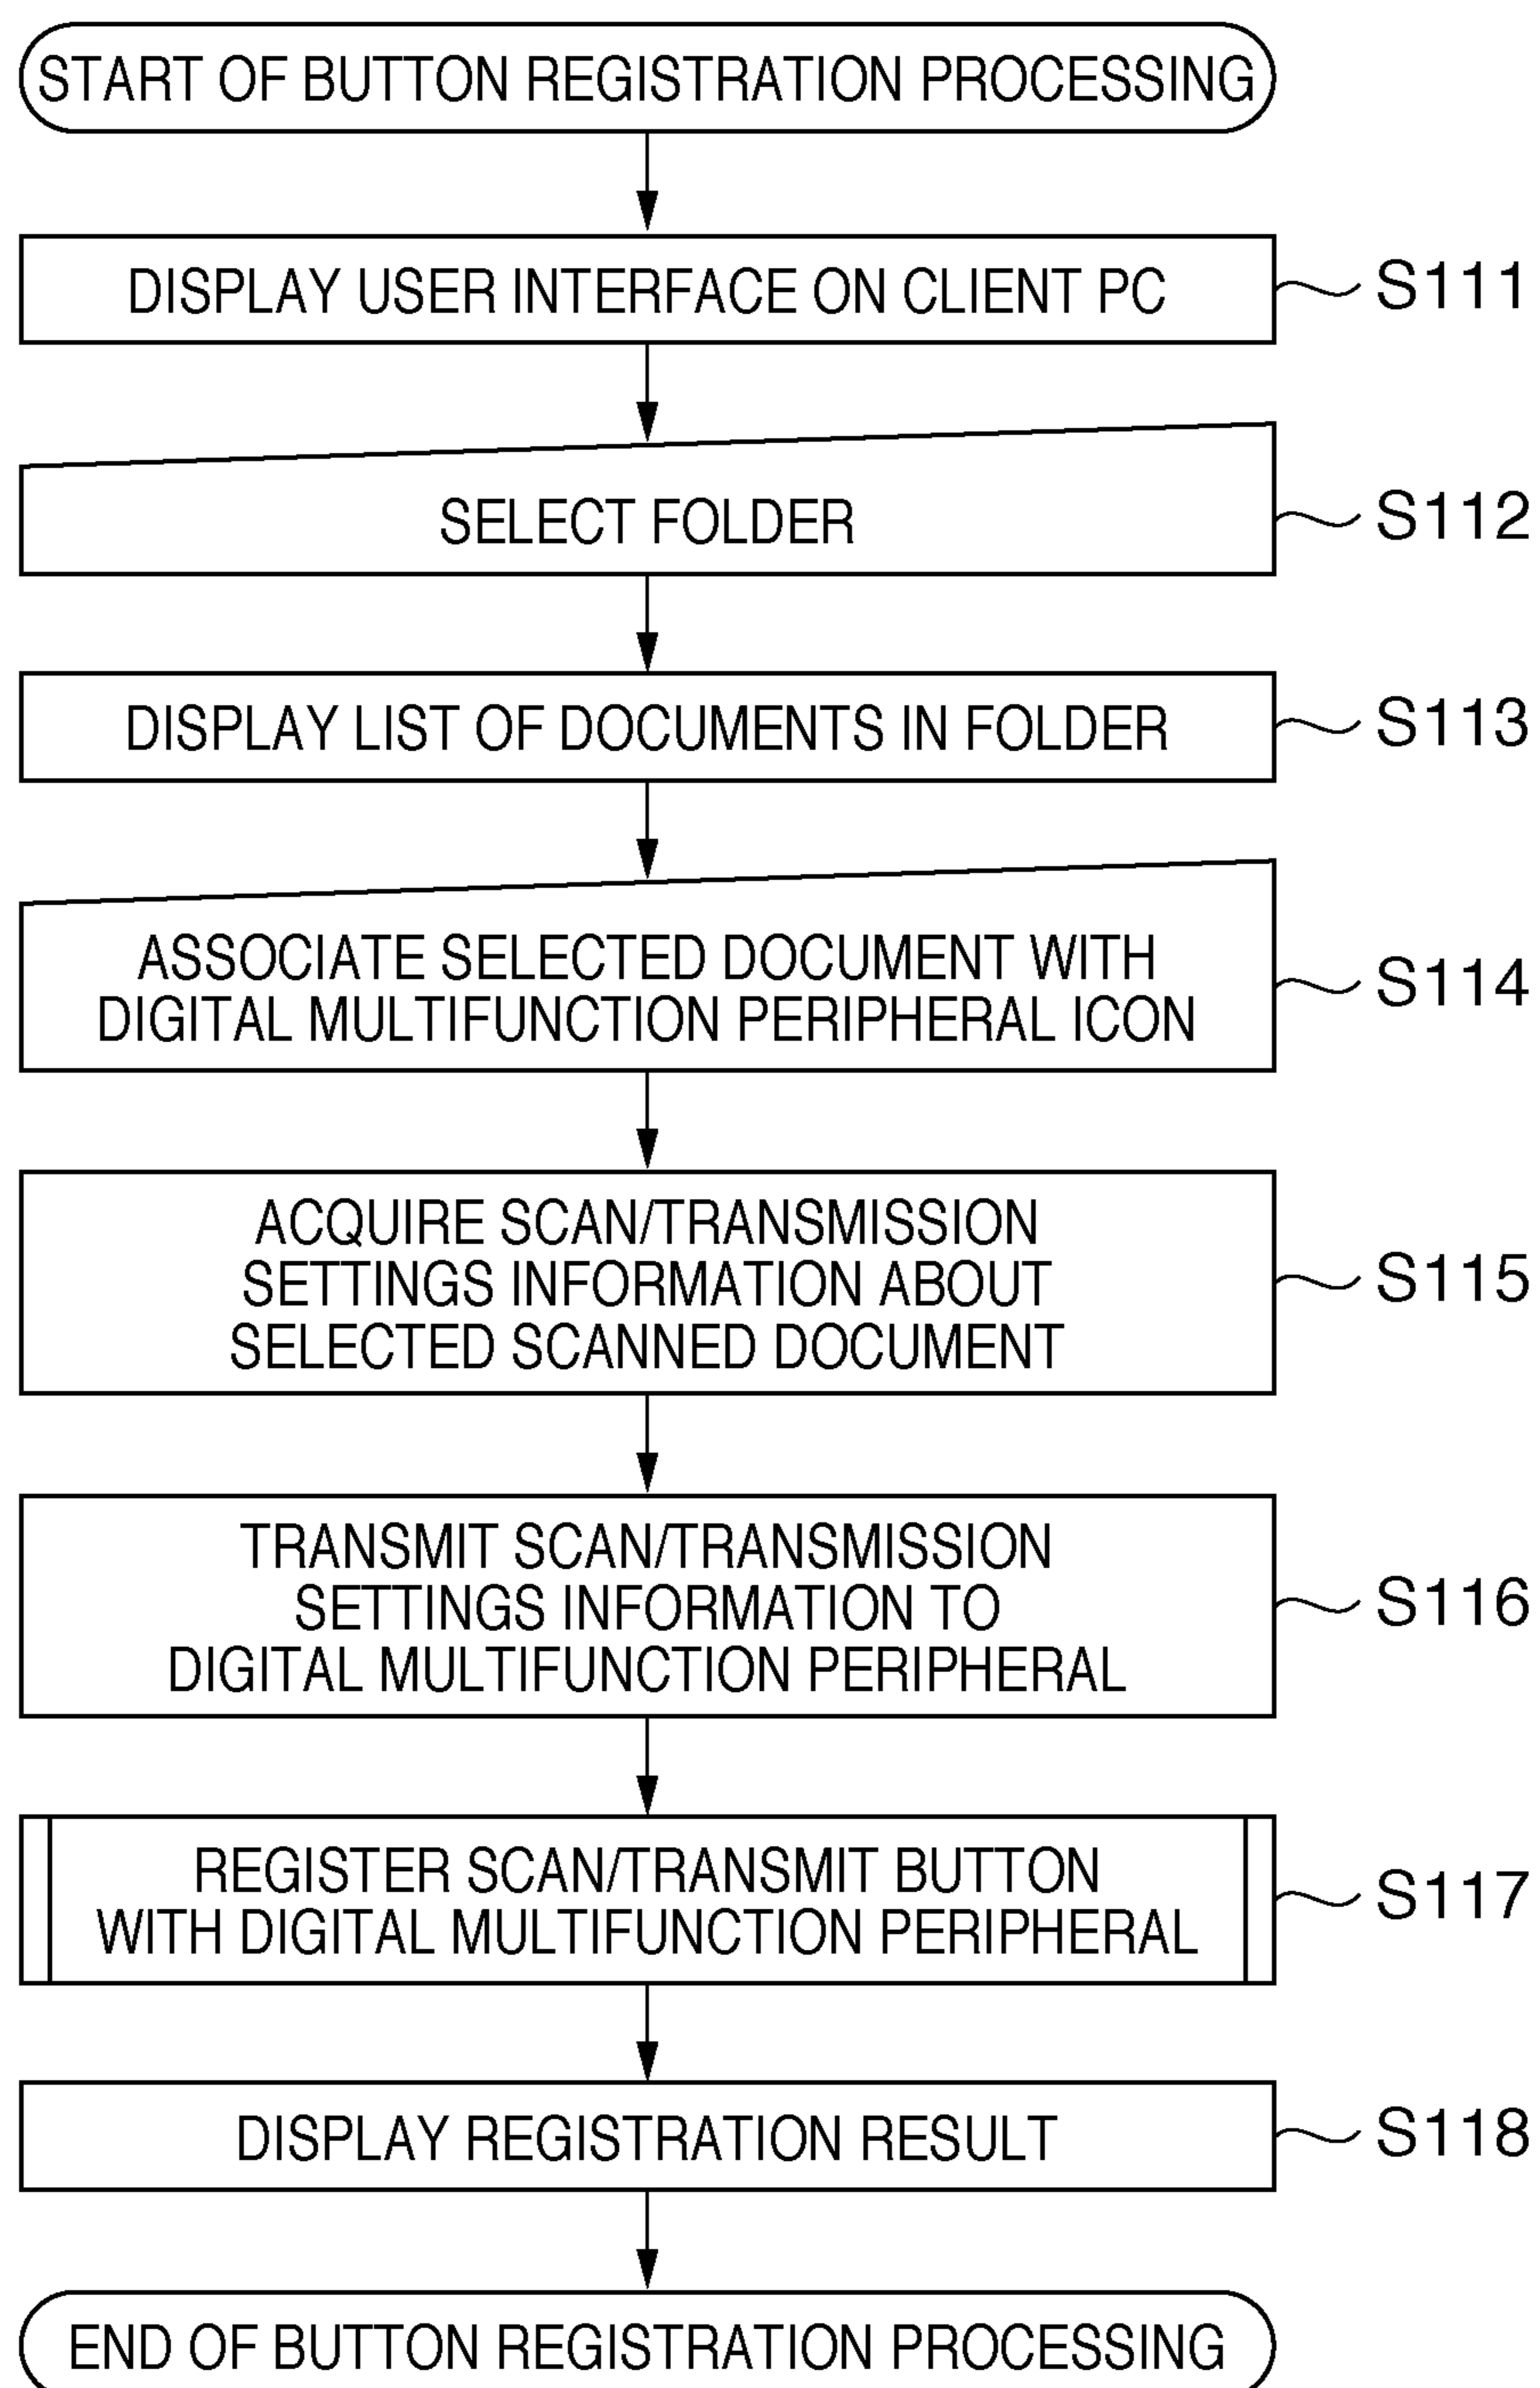 START OF BUTTON REGISTRATION PROCESSING
DISPLAY USER INTERFACE ON CLIENT PC
S111
SELECT FOLDER
S112
DISPLAY LIST OF DOCUMENTS IN FOLDER
S113
ASSOCIATE SELECTED DOCUMENT WITH
DIGITAL MULTIFUNCTION PERIPHERAL ICON
S114
ACQUIRE SCAN/TRANSMISSION
SETTINGS INFORMATION ABOUT
SELECTED SCANNED DOCUMENT
S115
TRANSMIT SCAN/TRANSMISSION
SETTINGS INFORMATION TO
DIGITAL MULTIFUNCTION PERIPHERAL
S116
REGISTER SCAN/TRANSMIT BUTTON
WITH DIGITAL MULTIFUNCTION PERIPHERAL
S117
DISPLAY REGISTRATION RESULT
S118
END OF BUTTON REGISTRATION PROCESSING